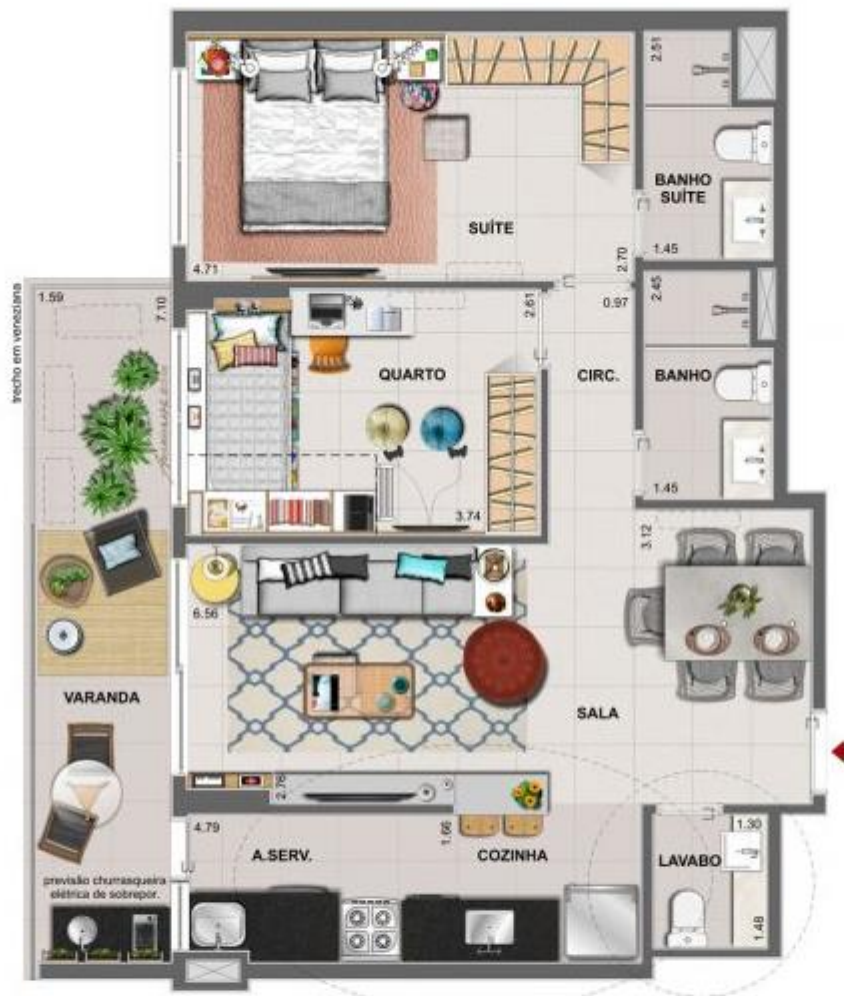 2.51
BANHO
SUÍTE
SUÍTE
1.45
4.71
2.70
1.59
7.10
2.61
0.97
2.45
trecho em veneziana
QUARTO
CIRC.
BANHO
1.45
3.74
3.12
6.56
VARANDA
SALA
2.76
4.79
1.66
1.30
A.SERV.
COZINHA
LAVABO
previsão churrasqueira
elétrica de sobrepor.
1.48